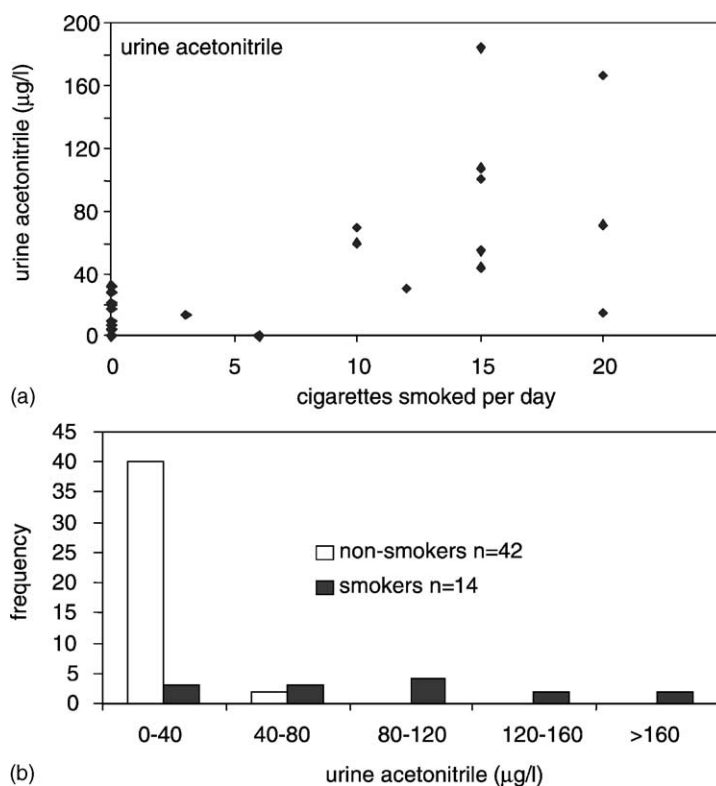 200
urine acetonitrile
160
120
80
40
0
urine acetonitrile (µg/l)
0 5 10 15 20
(a) cigarettes smoked per day
45
40
35
30
25
20
15
10
5
0
frequency
non-smokers n=42
smokers n=14
0-40 40-80 80-120 120-160 >160
(b) urine acetonitrile (µg/l)